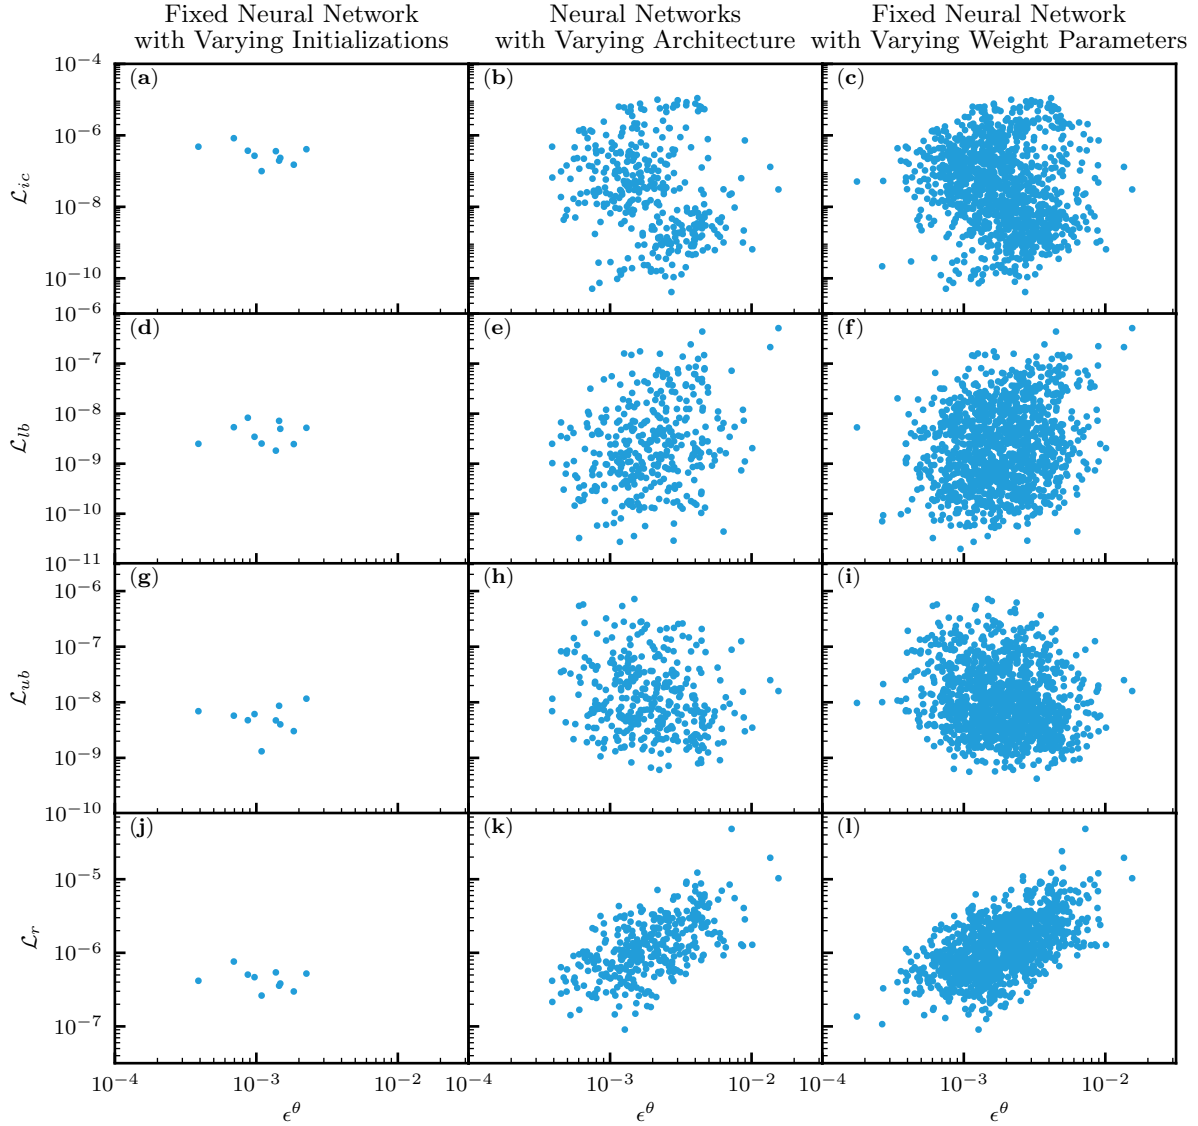 Fixed Neural Network
with Varying Initializations
Neural Networks
with Varying Architecture
Fixed Neural Network
with Varying Weight Parameters
(a)
(b)
(c)
10⁻⁴
10⁻⁶
10⁻⁸
10⁻¹⁰
ℒ_ic
(d)
(e)
(f)
10⁻⁶
10⁻⁷
10⁻⁸
10⁻⁹
10⁻¹⁰
10⁻¹¹
ℒ_lb
(g)
(h)
(i)
10⁻⁶
10⁻⁷
10⁻⁸
10⁻⁹
10⁻¹⁰
ℒ_ub
(j)
(k)
(l)
10⁻⁵
10⁻⁶
10⁻⁷
ℒ_r
10⁻⁴ 10⁻³ 10⁻² 10⁻⁴ 10⁻³ 10⁻² 10⁻⁴ 10⁻³ 10⁻²
ϵ^θ ϵ^θ ϵ^θ